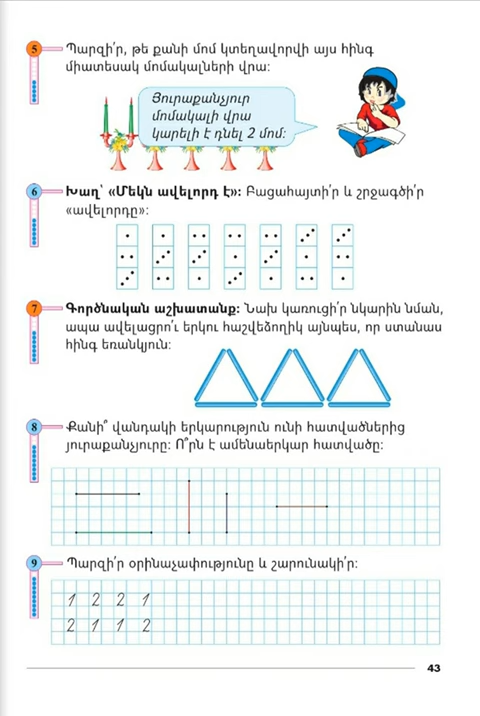 5 Պարզի՛ր, թե քանի մոմ կտեղավորվի այս հինգ
միատեսակ մոմակալների վրա:
Յուրաքանչյուր
մոմակալի վրա
կարելի է դնել 2 մոմ:
6 Խաղ՝ «Մեկն ավելորդ է»: Բացահայտի՛ր և շրջագծի՛ր
«ավելորդը»:
7 Գործնական աշխատանք: Նախ կառուցի՛ր նկարին նման,
ապա ավելացրո՛ւ երկու հաշվեձողիկ այնպես, որ ստանաս
հինգ եռանկյուն:
8 Քանի՞ վանդակի երկարություն ունի հատվածներից
յուրաքանչյուրը: Ո՞րն է ամենաերկար հատվածը:
9 Պարզի՛ր օրինաչափությունը և շարունակի՛ր:
1 2 2 1
2 1 1 2
43